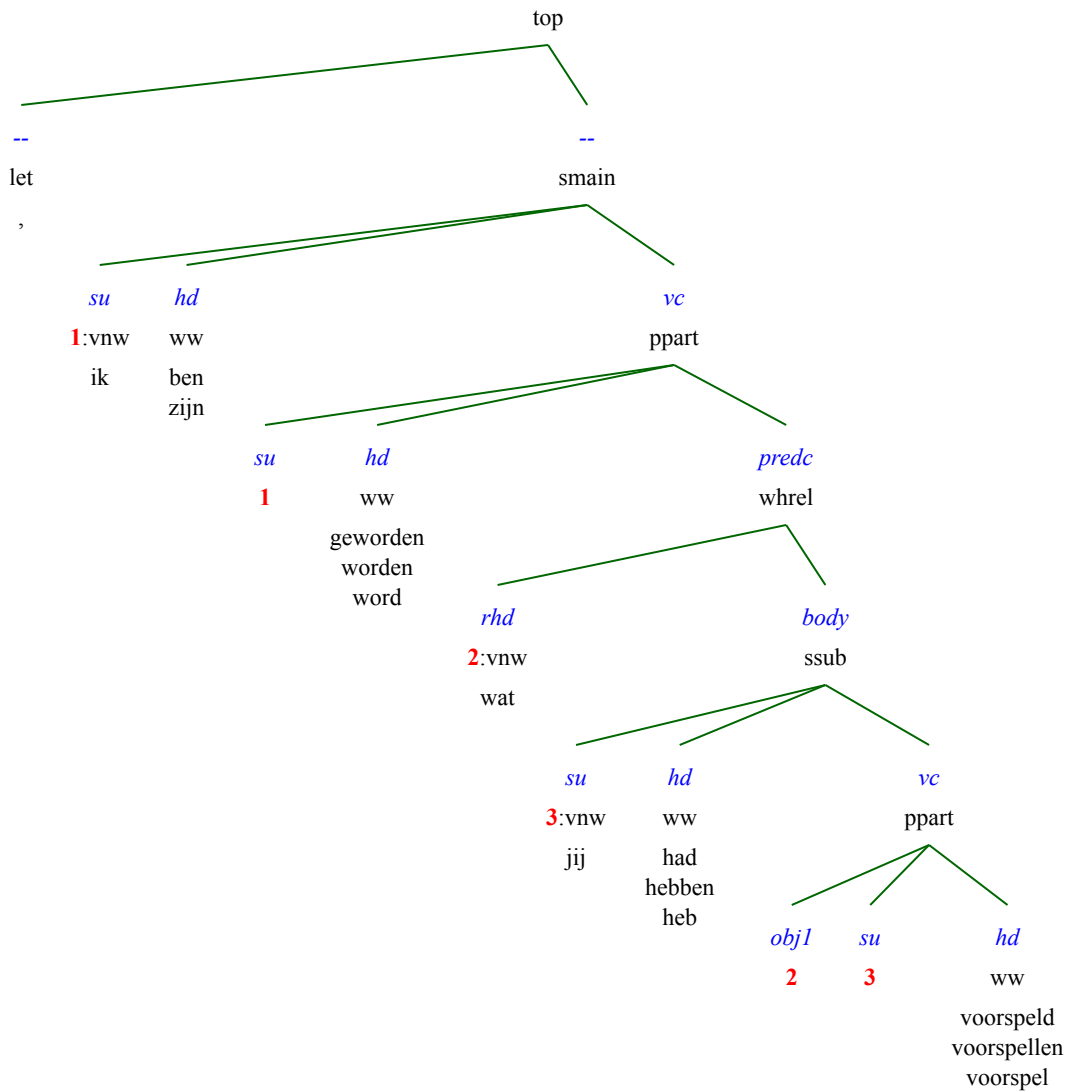 top
-- --
let smain
,
su hd vc
1:vnw ww ppart
ik ben
zijn
su hd predc
1 ww whrel
geworden
worden
word
rhd body
2:vnw ssub
wat
su hd vc
3:vnw ww ppart
jij had
hebben
heb
obj1 su hd
2 3 ww
voorspeld
voorspellen
voorspel